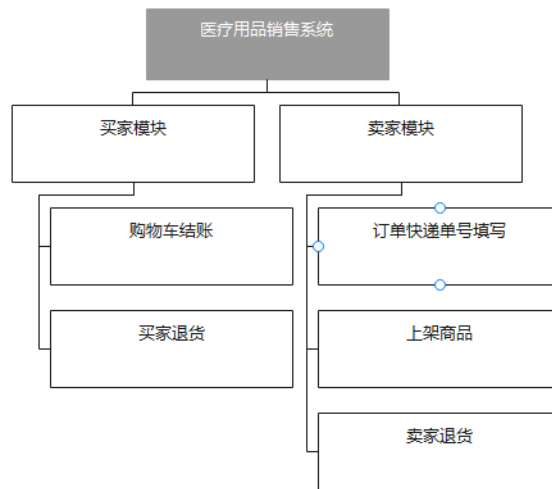 医疗用品销售系统
买家模块
卖家模块
购物车结账
订单快递单号填写
买家退货
上架商品
卖家退货